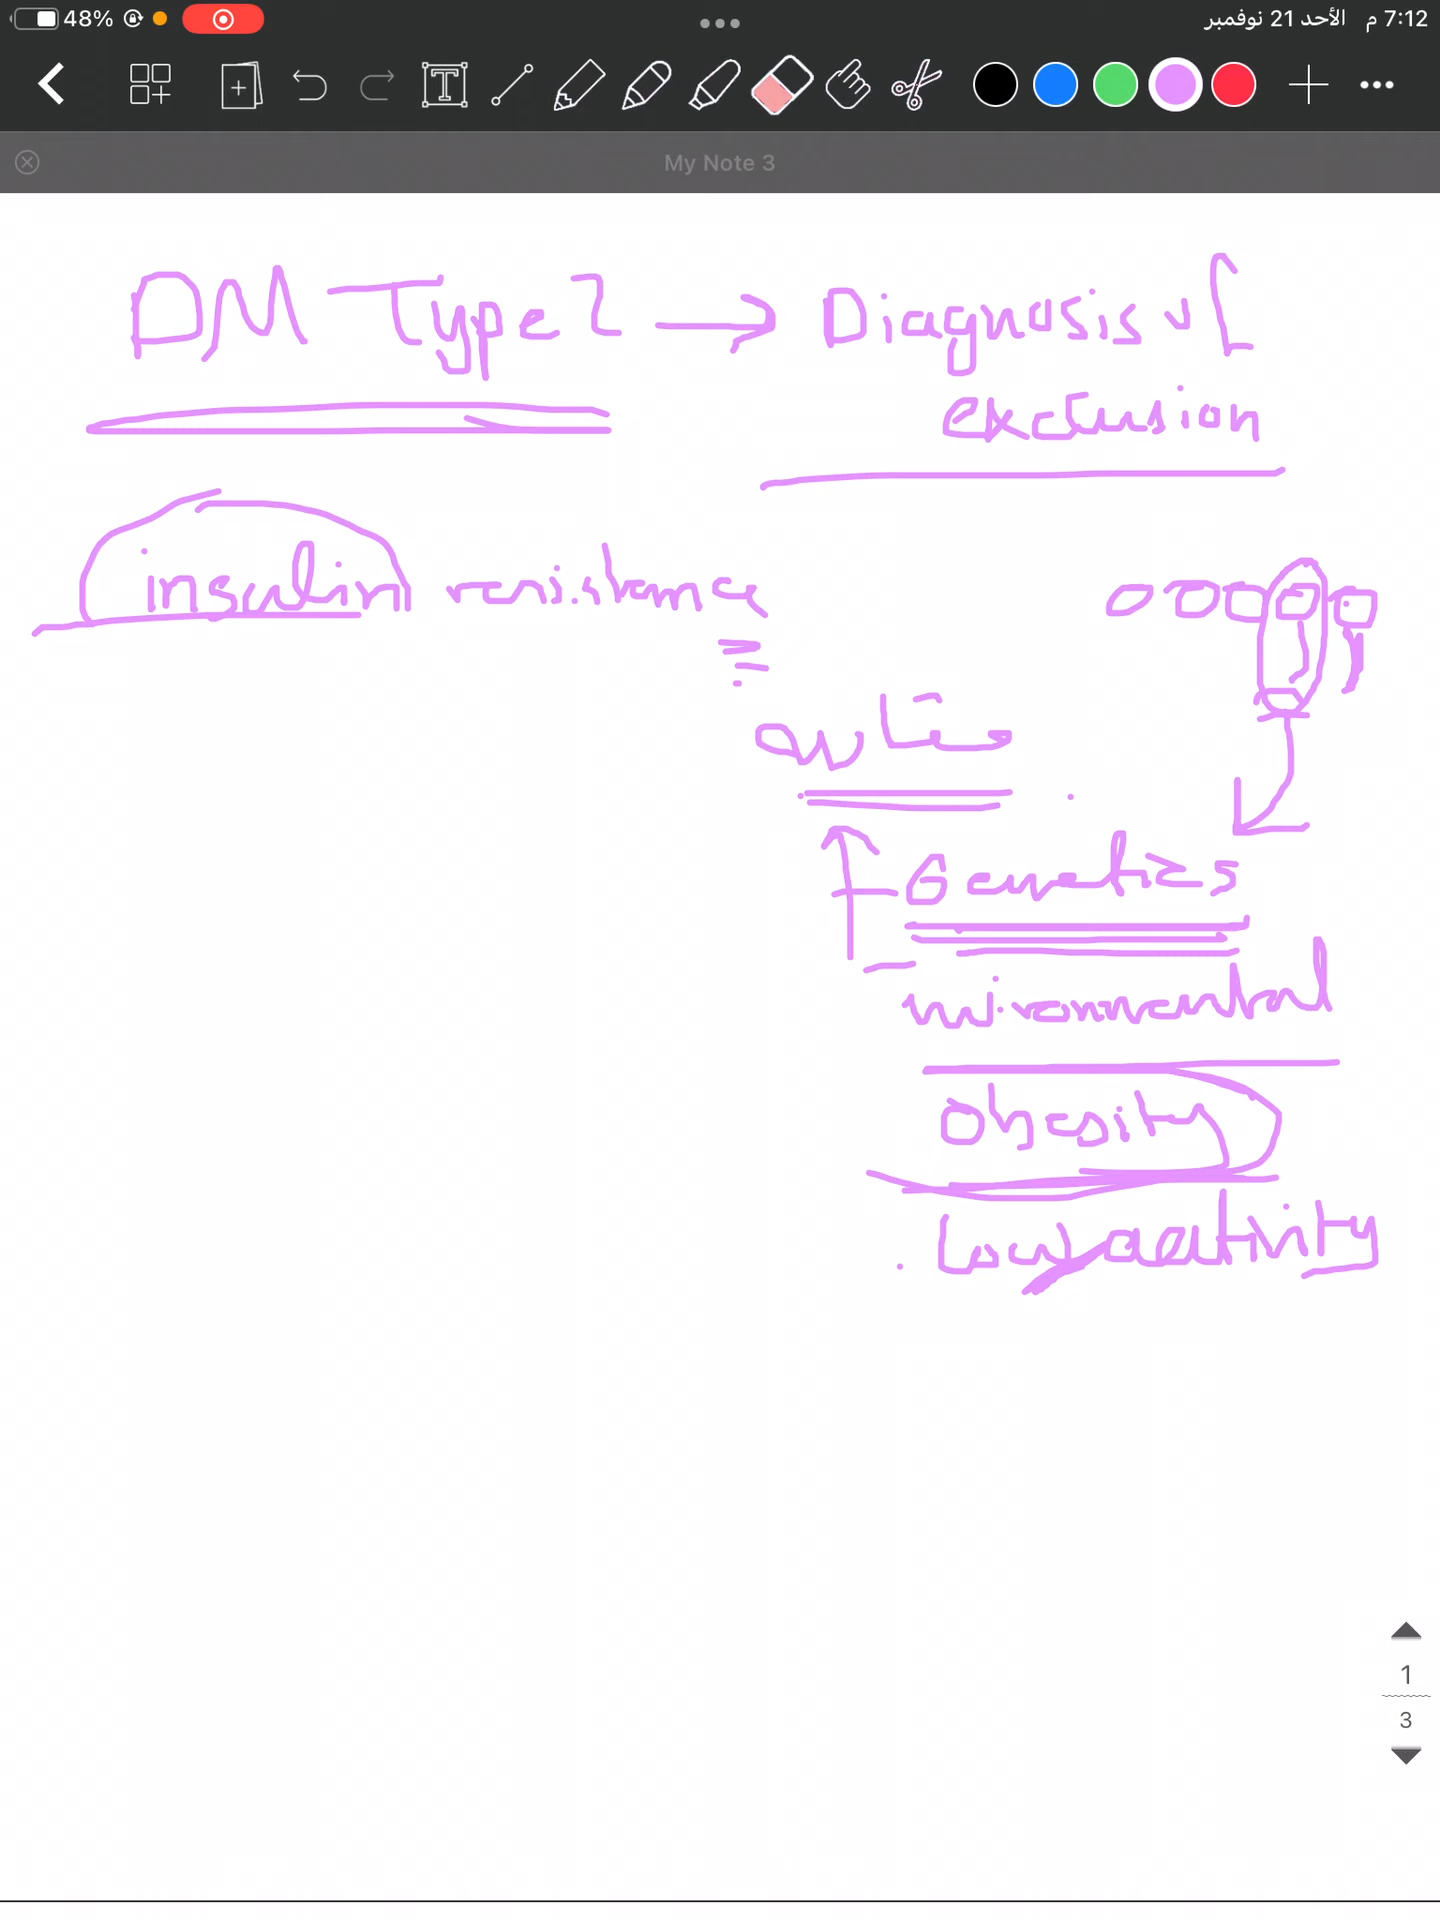 48%
7:12 م الأحد 21 نوفمبر
My Note 3
DM Type 2 → Diagnosis of
exclusion
insulin resistance
مقاومة
Genetics
environmental
obesity
Low activity
1
3